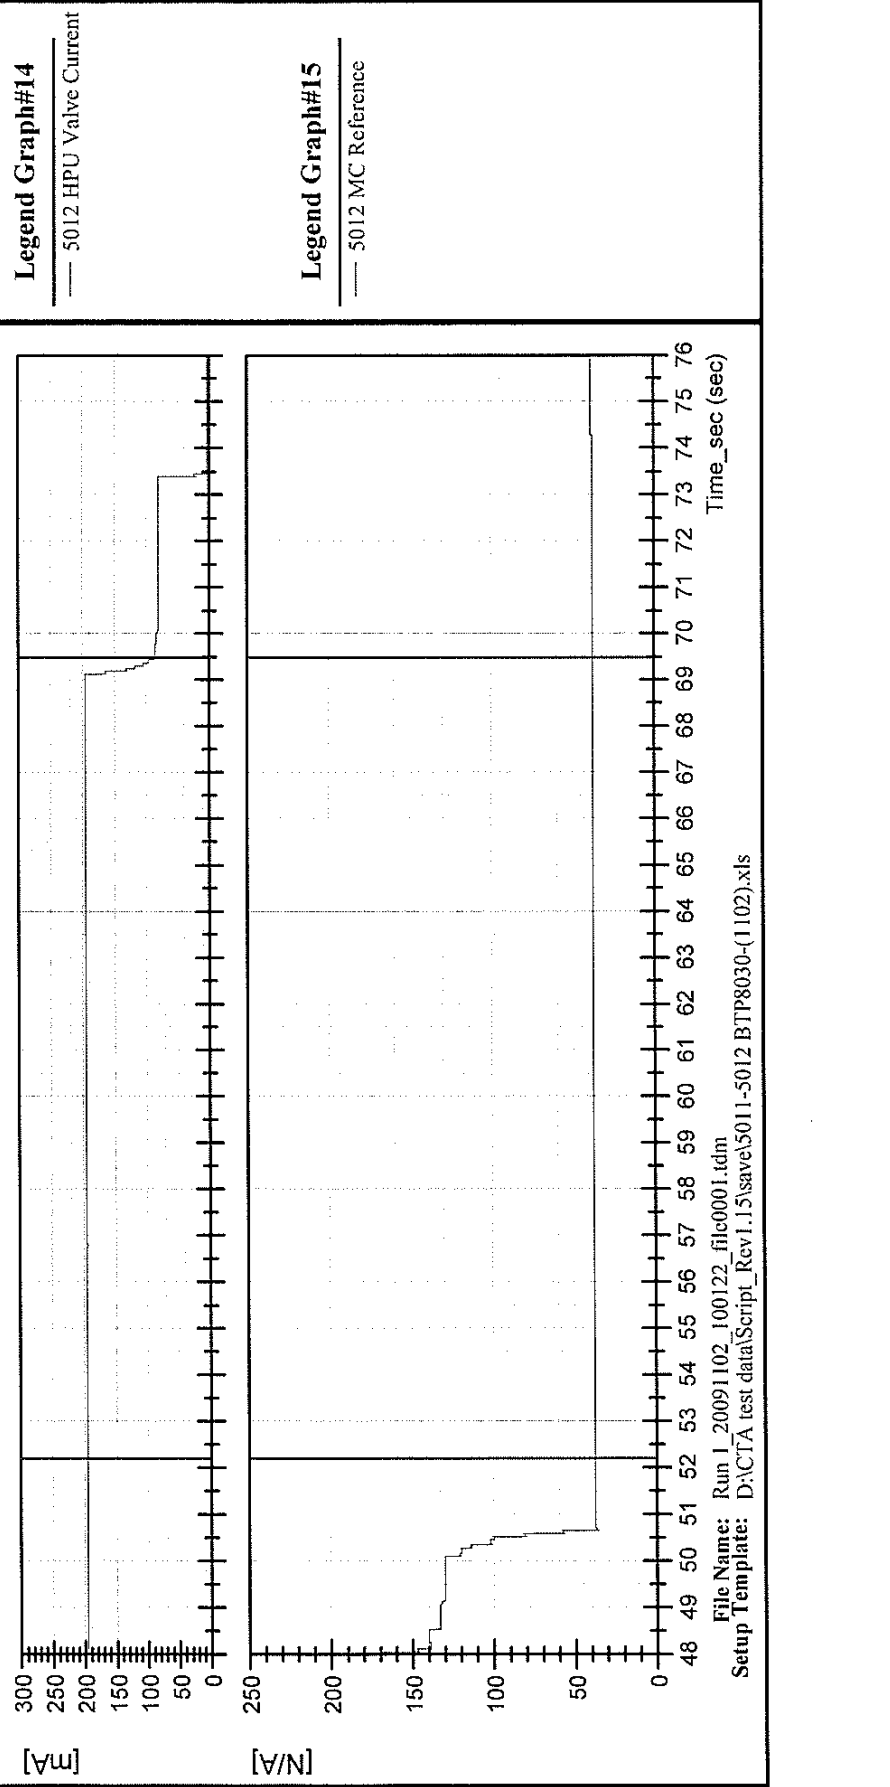 [mA]
300
250
200
150
100
50
0
[N/A]
250
200
150
100
50
0
48 49 50 51 52 53 54 55 56 57 58 59 60 61 62 63 64 65 66 67 68 69 70 71 72 73 74 75 76
Time_sec (sec)
File Name: Run 1_20091102_100122_file0001.tdm
Setup Template: D:\CTA test data\Script_Rev1.15\save\5011-5012 BTP8030-(1102).xls
Legend Graph#14
5012 HPU Valve Current
Legend Graph#15
5012 MC Reference